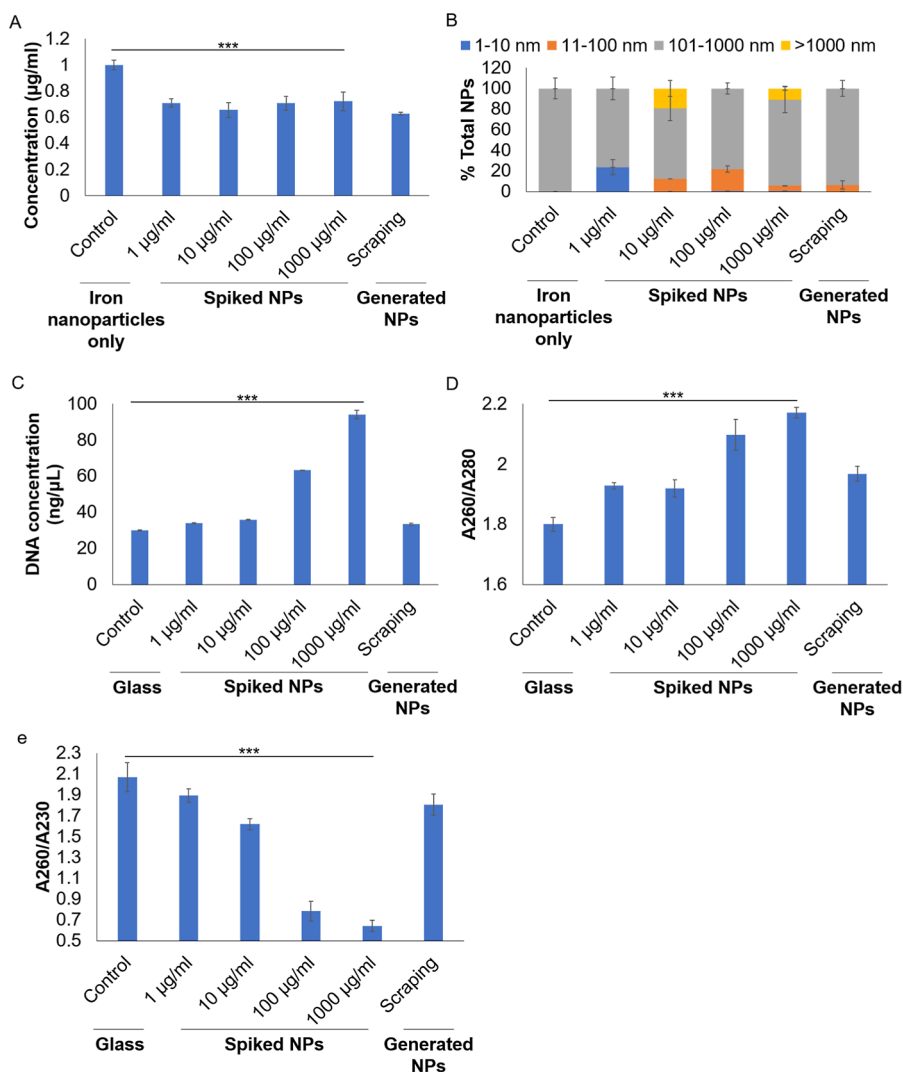 A
Concentration (µg/ml)
1.2
1
0.8
0.6
0.4
0.2
0
***
Control
1 µg/ml
10 µg/ml
100 µg/ml
1000 µg/ml
Scraping
Iron
nanoparticles
only
Spiked NPs
Generated
NPs
B
1-10 nm 11-100 nm 101-1000 nm >1000 nm
% Total NPs
120
100
80
60
40
20
0
Control
1 µg/ml
10 µg/ml
100 µg/ml
1000 µg/ml
Scraping
Iron
nanoparticles
only
Spiked NPs
Generated
NPs
C
DNA concentration
(ng/µL)
100
80
60
40
20
0
***
Control
1 µg/ml
10 µg/ml
100 µg/ml
1000 µg/ml
Scraping
Glass
Spiked NPs
Generated
NPs
D
A260/A280
2.2
2
1.8
1.6
***
Control
1 µg/ml
10 µg/ml
100 µg/ml
1000 µg/ml
Scraping
Glass
Spiked NPs
Generated
NPs
e
A260/A230
2.3
2.1
1.9
1.7
1.5
1.3
1.1
0.9
0.7
0.5
***
Control
1 µg/ml
10 µg/ml
100 µg/ml
1000 µg/ml
Scraping
Glass
Spiked NPs
Generated
NPs